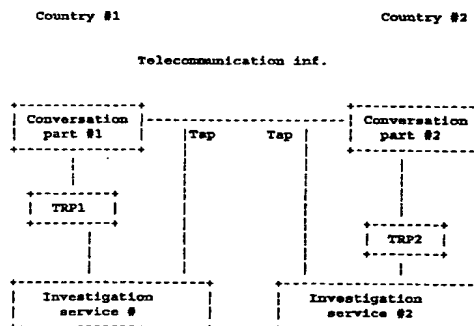 Country #1 Country #2
Telecommunication inf.
Conversation part #1
Tap Tap
Conversation part #2
TRP1
TRP2
Investigation service #
Investigation service #2